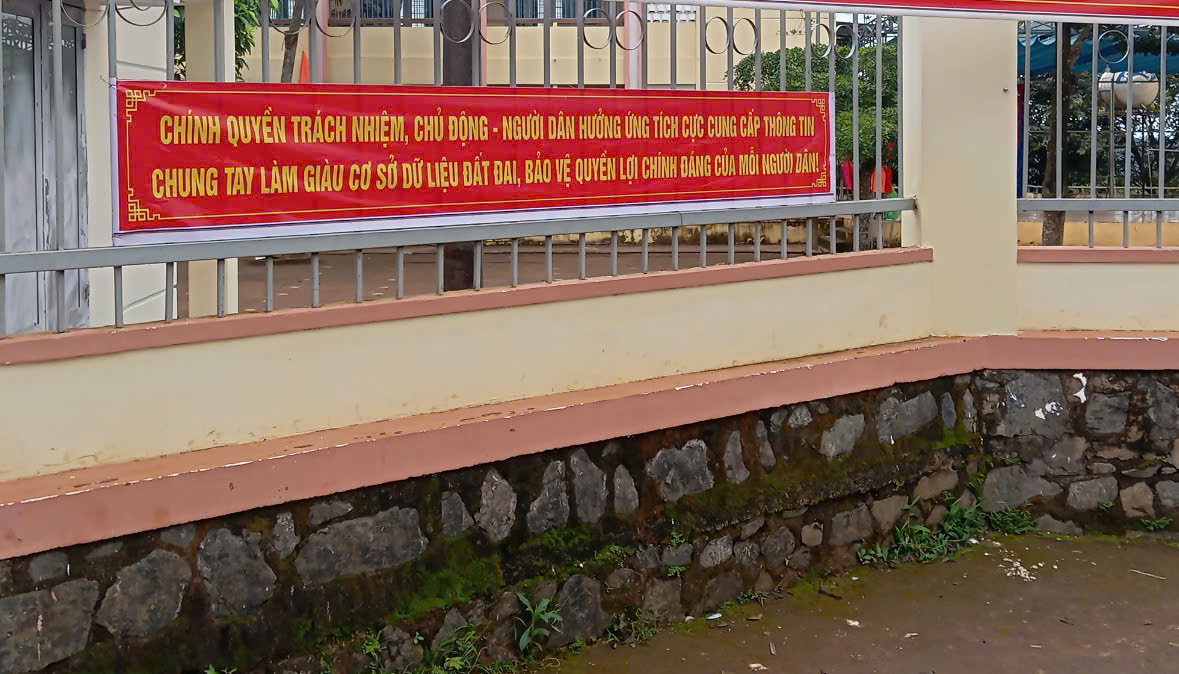 CHÍNH QUYỀN TRÁCH NHIỆM, CHỦ ĐỘNG - NGƯỜI DÂN HƯỞNG ỨNG TÍCH CỰC CUNG CẤP THÔNG TIN
CHUNG TAY LÀM GIÀU CƠ SỞ DỮ LIỆU ĐẤT ĐAI, BẢO VỆ QUYỀN LỢI CHÍNH ĐÁNG CỦA MỖI NGƯỜI DÂN!